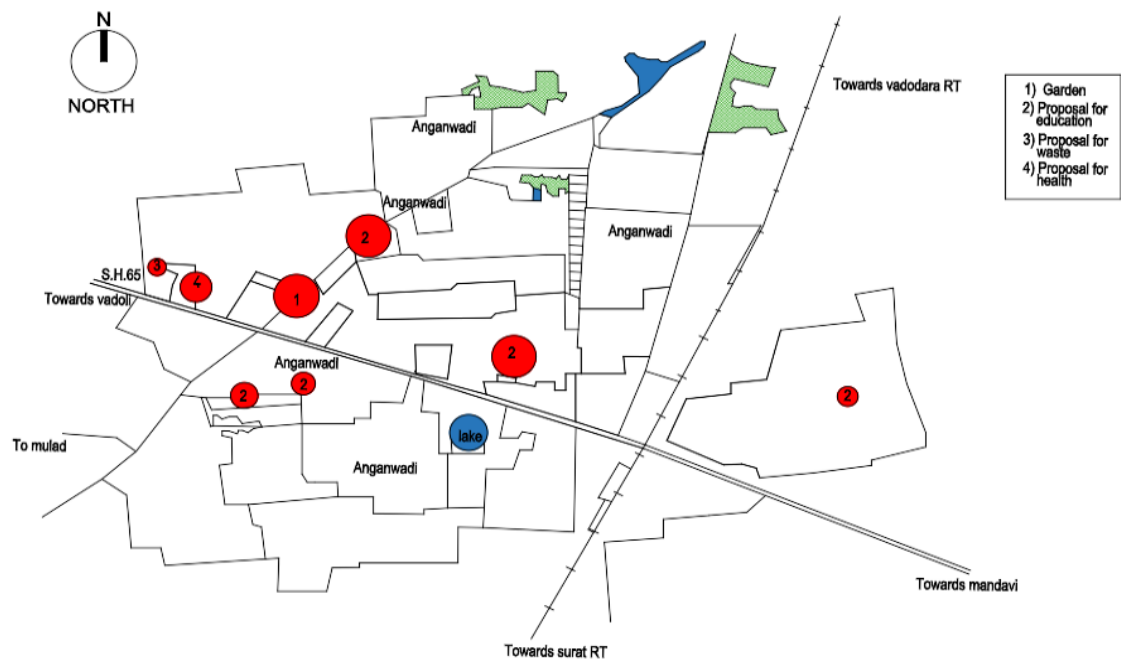 N
NORTH
Towards vadodara RT
1) Garden
2) Proposal for
education
3) Proposal for
waste
4) Proposal for
health
Anganwadi
Anganwadi
Anganwadi
2
3
4
S.H.65
Towards vadoli
1
2
Anganwadi
2
2
2
lake
To mulad
Anganwadi
Towards mandavi
Towards surat RT